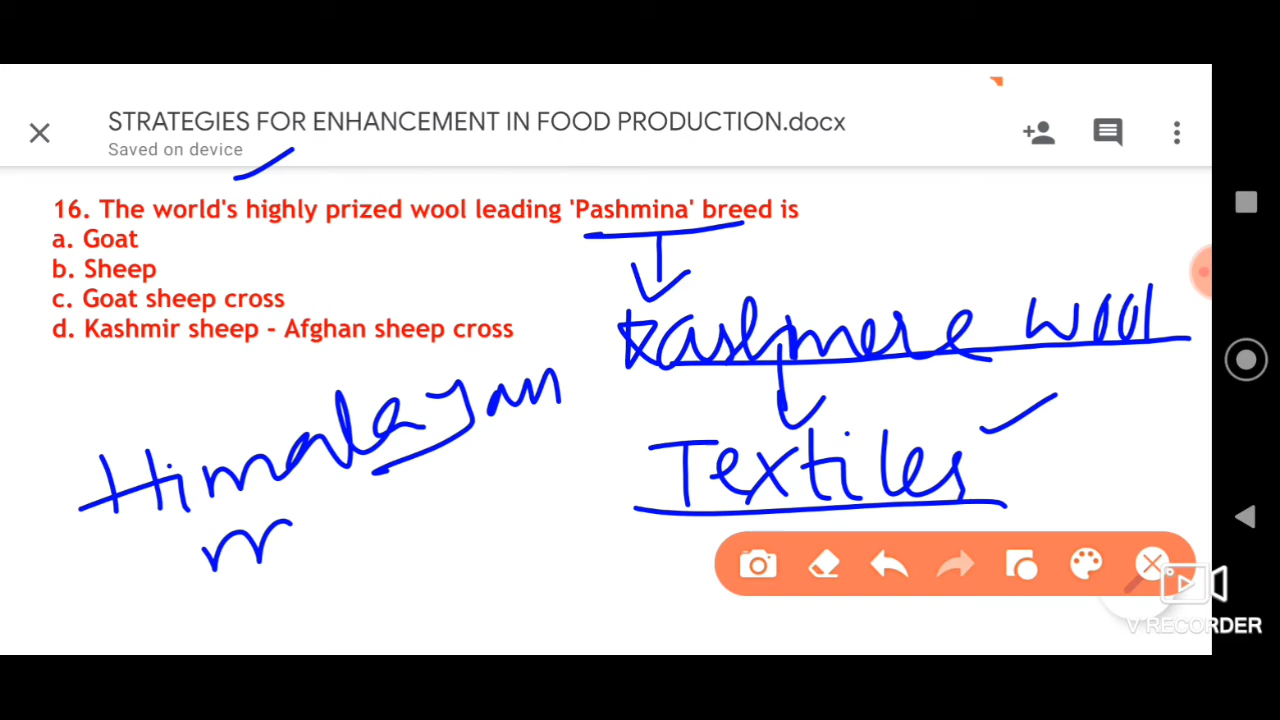 STRATEGIES FOR ENHANCEMENT IN FOOD PRODUCTION.docx
Saved on device
16. The world's highly prized wool leading 'Pashmina' breed is
a. Goat
b. Sheep
c. Goat sheep cross
d. Kashmir sheep - Afghan sheep cross
Kashmere wool
Himalayan
Textiles
V RECORDER